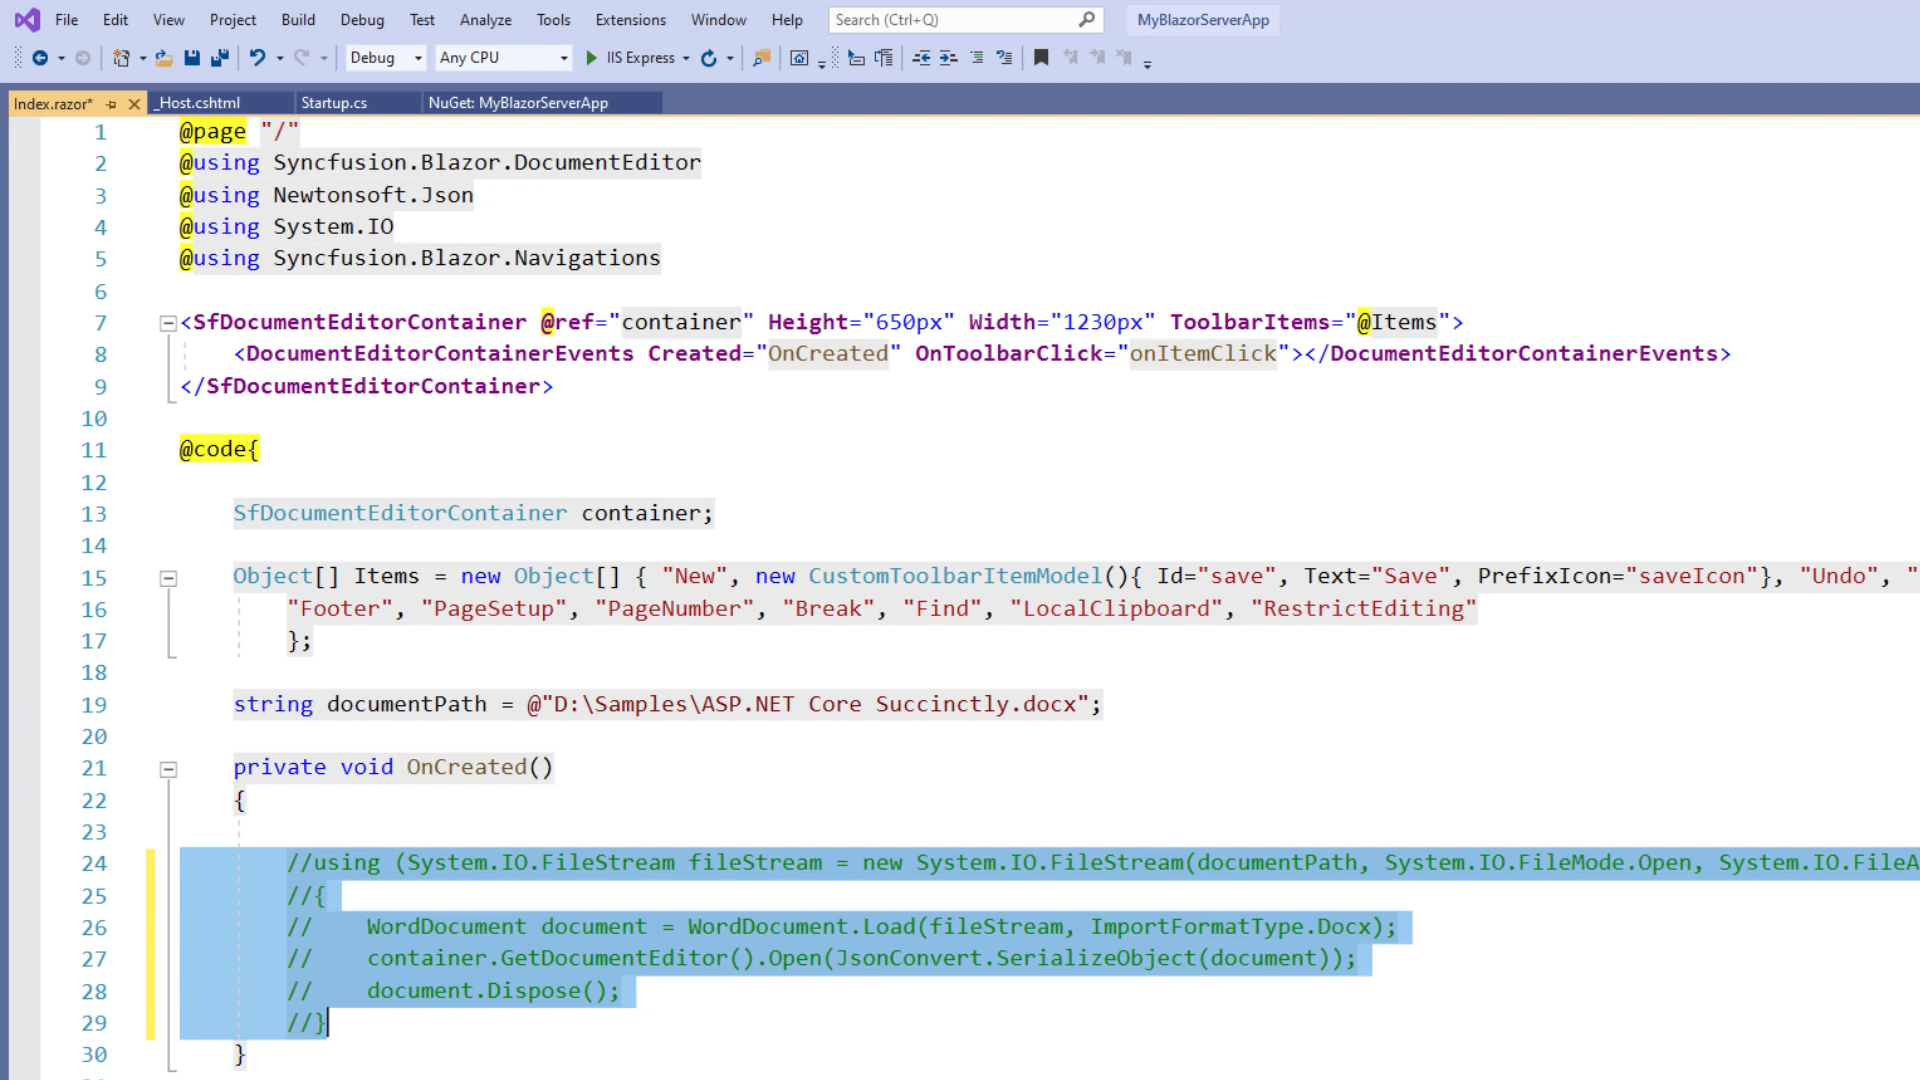 File Edit View Project Build Debug Test Analyze Tools Extensions Window Help Search (Ctrl+Q) MyBlazorServerApp
Debug Any CPU IIS Express
Index.razor* _Host.cshtml Startup.cs NuGet: MyBlazorServerApp
1 @page "/"
2 @using Syncfusion.Blazor.DocumentEditor
3 @using Newtonsoft.Json
4 @using System.IO
5 @using Syncfusion.Blazor.Navigations
6
7 <SfDocumentEditorContainer @ref="container" Height="650px" Width="1230px" ToolbarItems="@Items">
8 <DocumentEditorContainerEvents Created="OnCreated" OnToolbarClick="onItemClick"></DocumentEditorContainerEvents>
9 </SfDocumentEditorContainer>
10
11 @code{
12
13 SfDocumentEditorContainer container;
14
15 Object[] Items = new Object[] { "New", new CustomToolbarItemModel(){ Id="save", Text="Save", PrefixIcon="saveIcon"}, "Undo", "
16 "Footer", "PageSetup", "PageNumber", "Break", "Find", "LocalClipboard", "RestrictEditing"
17 };
18
19 string documentPath = @"D:\Samples\ASP.NET Core Succinctly.docx";
20
21 private void OnCreated()
22 {
23
24 //using (System.IO.FileStream fileStream = new System.IO.FileStream(documentPath, System.IO.FileMode.Open, System.IO.FileA
25 //{
26 // WordDocument document = WordDocument.Load(fileStream, ImportFormatType.Docx);
27 // container.GetDocumentEditor().Open(JsonConvert.SerializeObject(document));
28 // document.Dispose();
29 //}
30 }